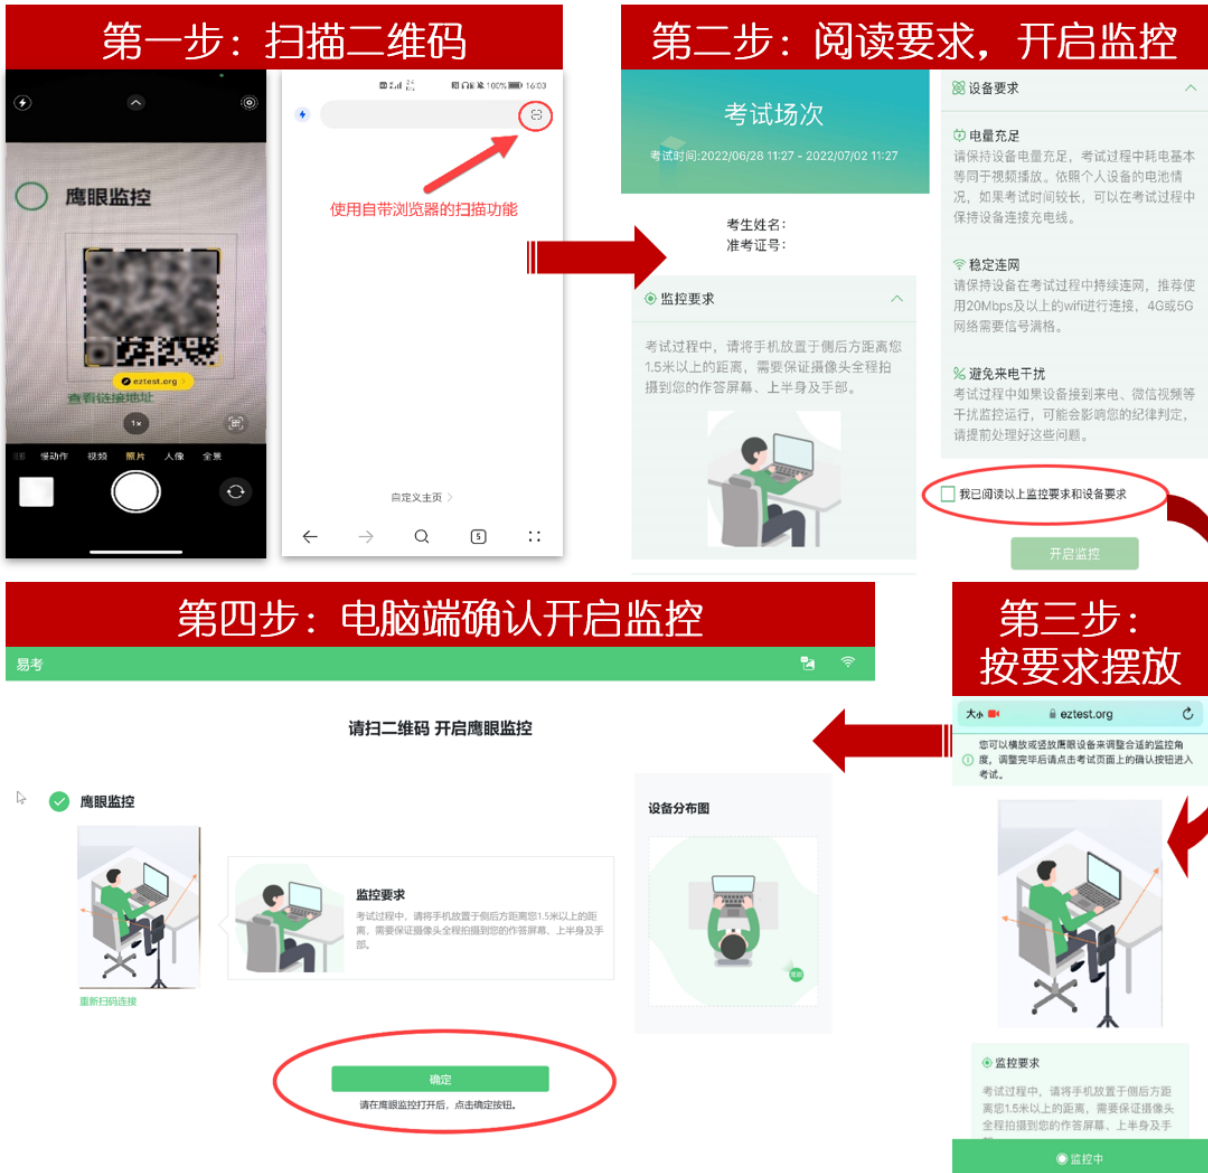 第一步：扫描二维码
鹰眼监控
eztest.org
查看链接地址
1x
慢动作 视频 照片 人像 全景
100% 16:03
使用自带浏览器的扫描功能
自定义主页
5
第二步：阅读要求，开启监控
考试场次
考试时间:2022/06/28 11:27 - 2022/07/02 11:27
考生姓名：
准考证号：
监控要求
考试过程中，请将手机放置于侧后方距离您
1.5米以上的距离，需要保证摄像头全程拍
摄到您的作答屏幕、上半身及手部。
设备要求
电量充足
请保持设备电量充足，考试过程中耗电基本
等同于视频播放。依照个人设备的电池情
况，如果考试时间较长，可以在考试过程中
保持设备连接充电线。
稳定连网
请保持设备在考试过程中持续连网，推荐使
用20Mbps及以上的wifi进行连接，4G或5G
网络需要信号满格。
避免来电干扰
考试过程中如果设备接到来电、微信视频等
干扰监控运行，可能会影响您的纪律判定，
请提前处理好这些问题。
我已阅读以上监控要求和设备要求
开启监控
第三步：
按要求摆放
大小 eztest.org
您可以横放或竖放鹰眼设备来调整合适的监控角
度，调整完毕后请点击考试页面上的确认按钮进入
考试。
监控要求
考试过程中，请将手机放置于侧后方距
离您1.5米以上的距离，需要保证摄像头
全程拍摄到您的作答屏幕、上半身及手
监控中
第四步：电脑端确认开启监控
易考
请扫二维码 开启鹰眼监控
鹰眼监控
重新扫码连接
监控要求
考试过程中，请将手机放置于侧后方距离您1.5米以上的距
离，需要保证摄像头全程拍摄到您的作答屏幕、上半身及手
部。
设备分布图
鹰眼
确定
请在鹰眼监控打开后，点击确定按钮。